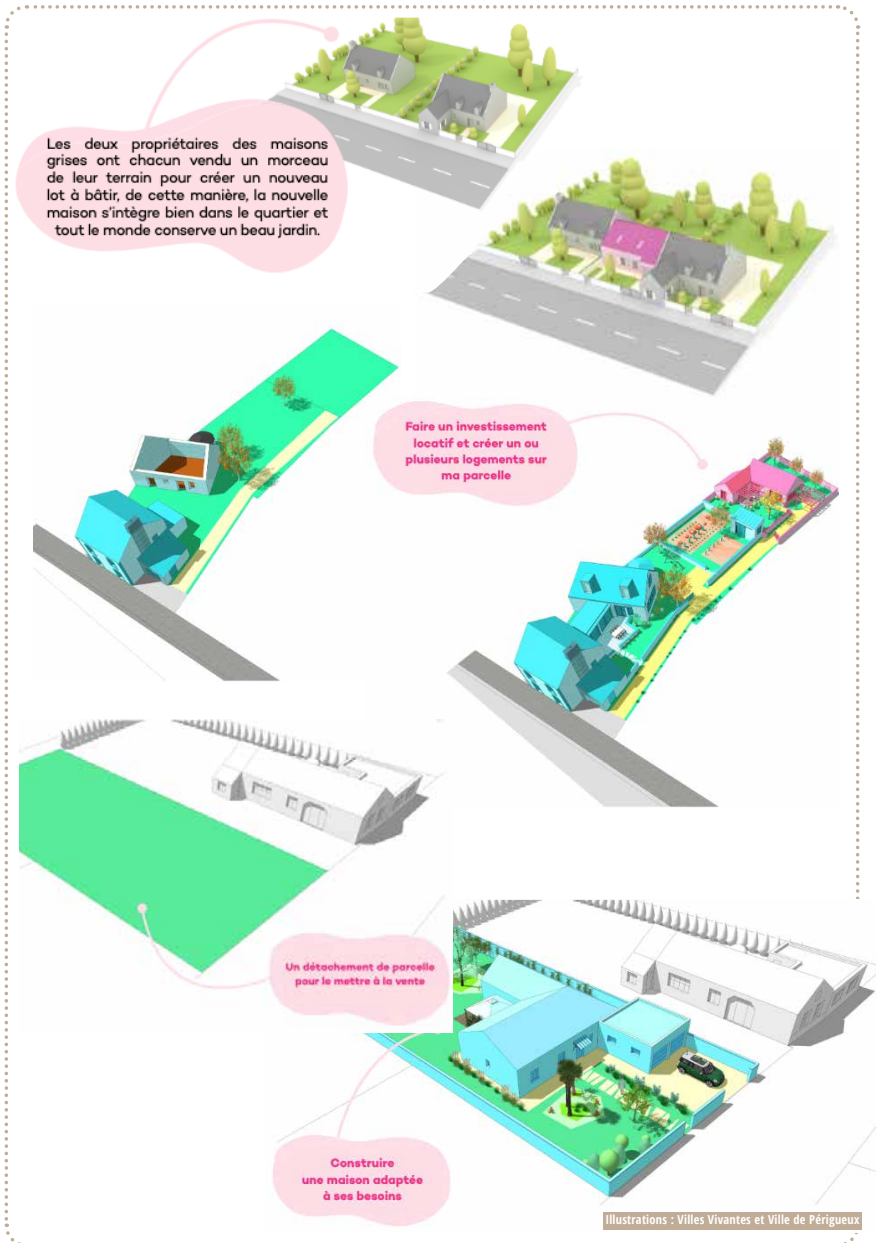 Les deux propriétaires des maisons
grises ont chacun vendu un morceau
de leur terrain pour créer un nouveau
lot à bâtir, de cette manière, la nouvelle
maison s'intègre bien dans le quartier et
tout le monde conserve un beau jardin.
Faire un investissement
locatif et créer un ou
plusieurs logements sur
ma parcelle
Un détachement de parcelle
pour le mettre à la vente
Construire
une maison adaptée
à ses besoins
Illustrations : Villes Vivantes et Ville de Périgueux